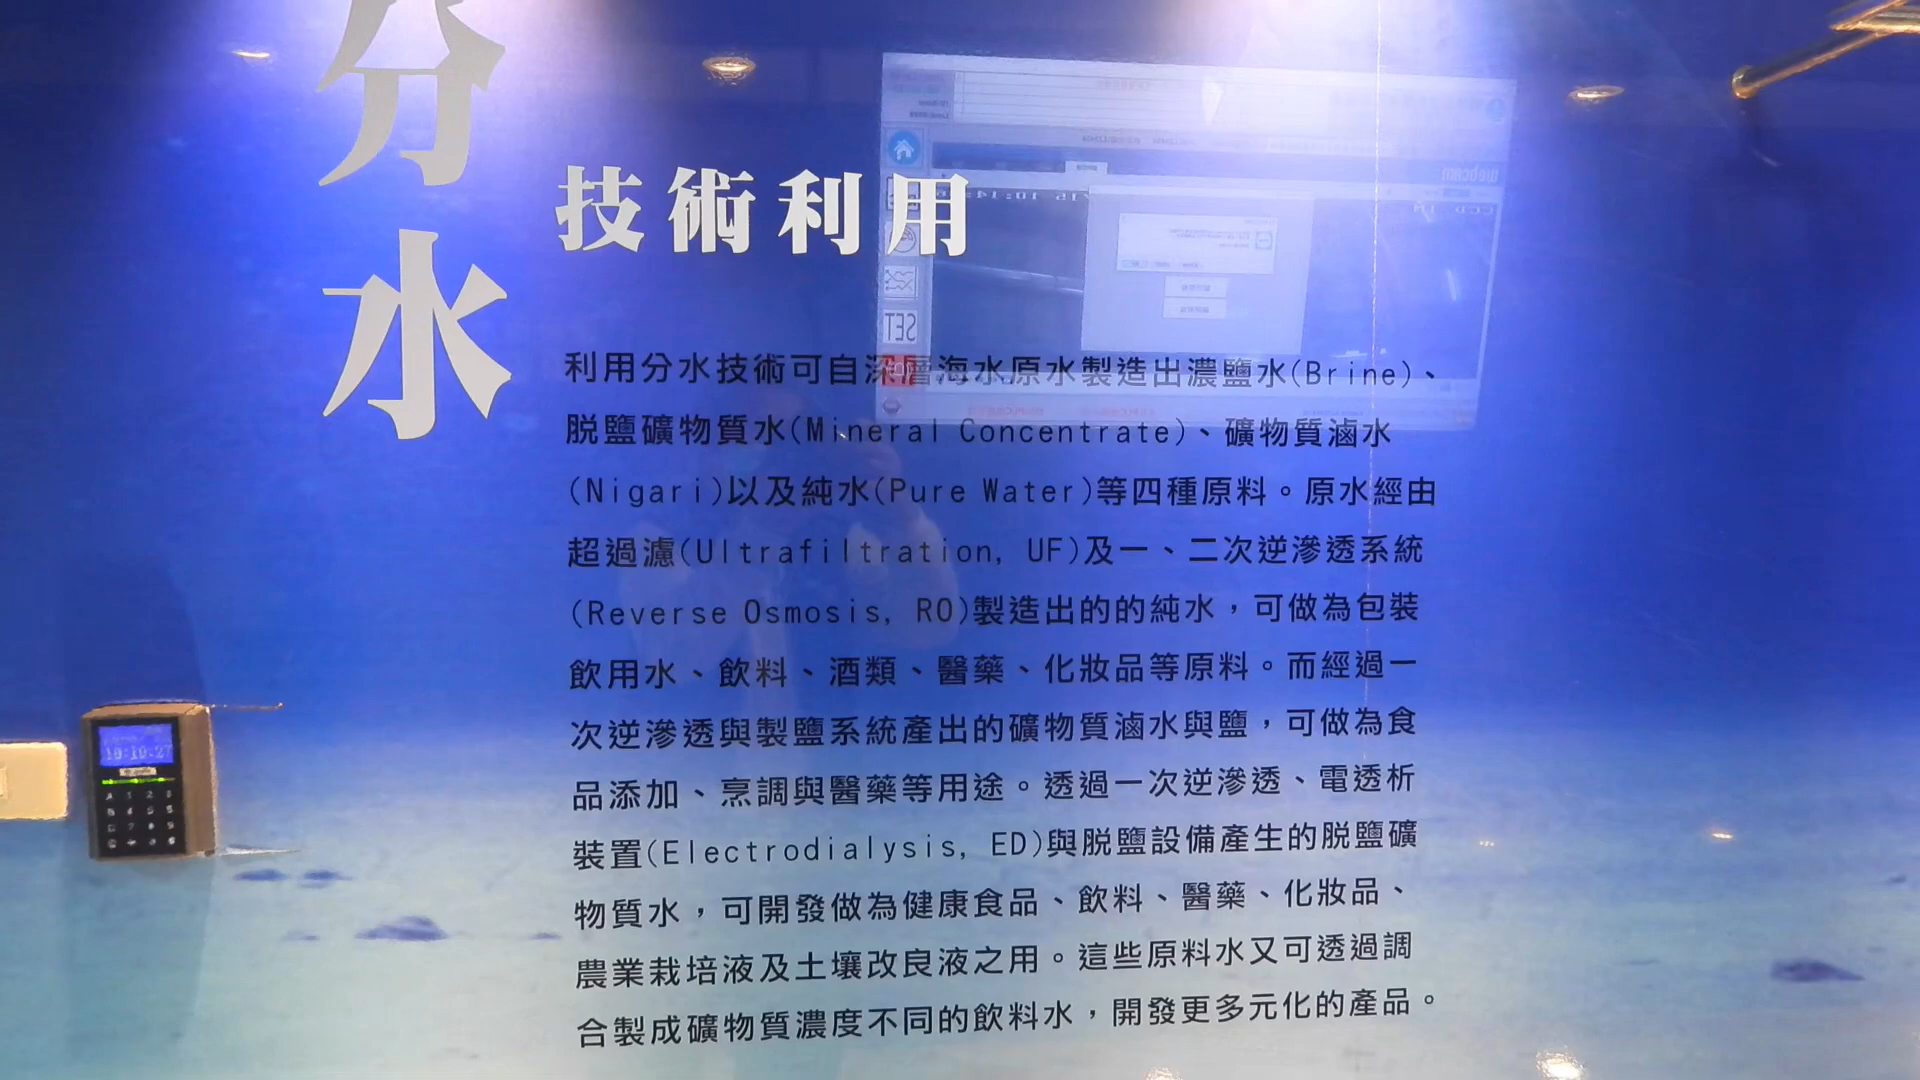 分水
技術利用
利用分水技術可自深層海水原水製造出濃鹽水(Brine)、
脱鹽礦物質水(Mineral Concentrate)、礦物質滷水
(Nigari)以及純水(Pure Water)等四種原料。原水經由
超過濾(Ultrafiltration, UF)及一、二次逆滲透系統
(Reverse Osmosis, RO)製造出的的純水，可做為包裝
飲用水、飲料、酒類、醫藥、化妝品等原料。而經過一
次逆滲透與製鹽系統產出的礦物質滷水與鹽，可做為食
品添加、烹調與醫藥等用途。透過一次逆滲透、電透析
裝置(Electrodialysis, ED)與脱鹽設備產生的脱鹽礦
物質水，可開發做為健康食品、飲料、醫藥、化妝品、
農業栽培液及土壤改良液之用。這些原料水又可透過調
合製成礦物質濃度不同的飲料水，開發更多元化的產品。
SET
Webcam
10:10:27